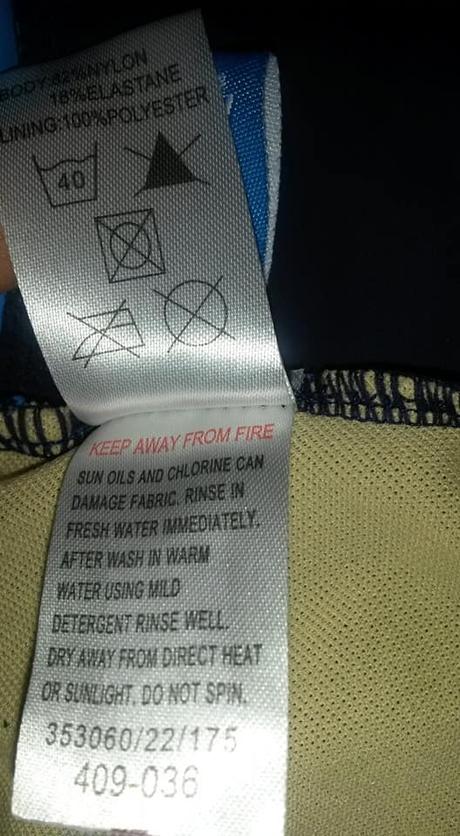 BODY:82%NYLON
18%ELASTANE
LINING:100%POLYESTER
40
KEEP AWAY FROM FIRE
SUN OILS AND CHLORINE CAN
DAMAGE FABRIC. RINSE IN
FRESH WATER IMMEDIATELY.
AFTER WASH IN WARM
WATER USING MILD
DETERGENT RINSE WELL.
DRY AWAY FROM DIRECT HEAT
OR SUNLIGHT. DO NOT SPIN.
353060/22/175
409-036